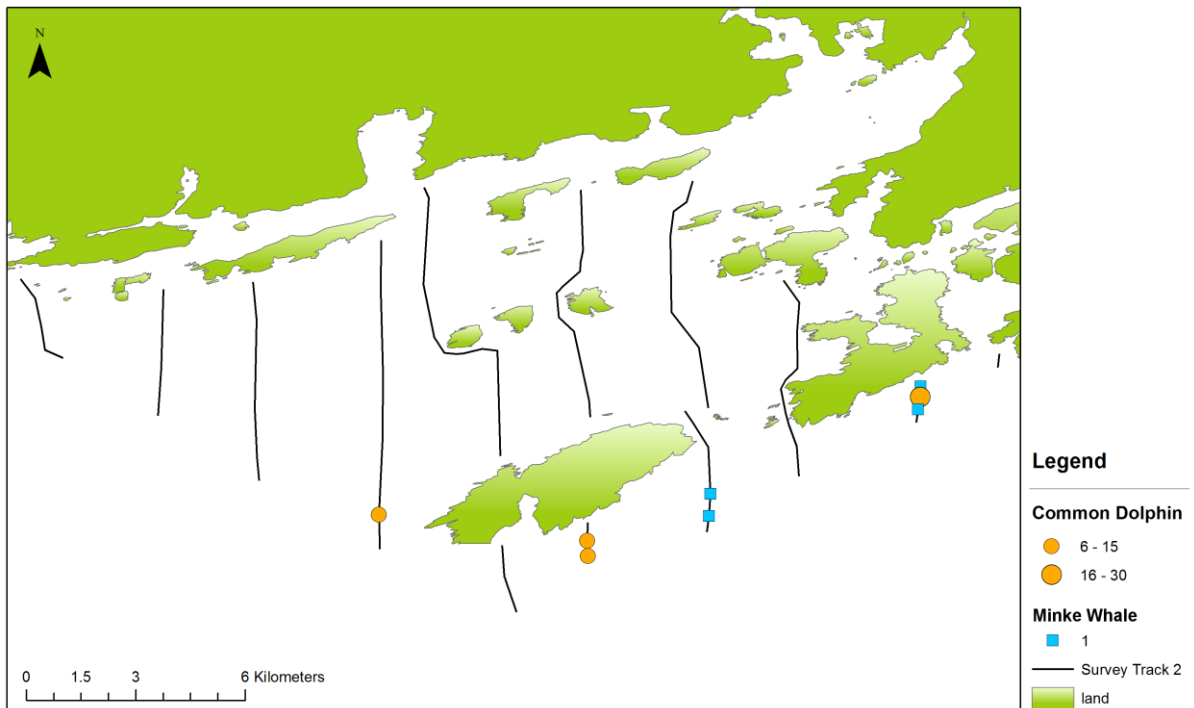 N
0 1.5 3 6 Kilometers
Legend
Common Dolphin
6 - 15
16 - 30
Minke Whale
1
Survey Track 2
land